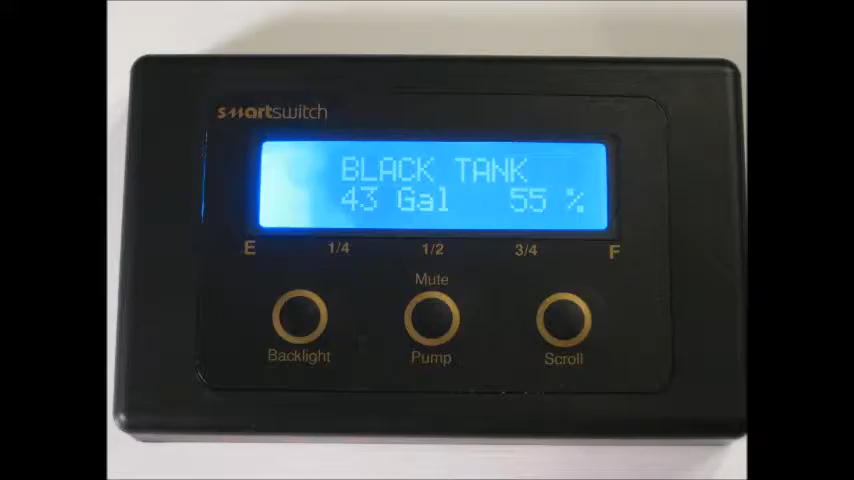 smartswitch
BLACK TANK
43 Gal 55 %
E 1/4 1/2 3/4 F
Mute
Backlight Pump Scroll